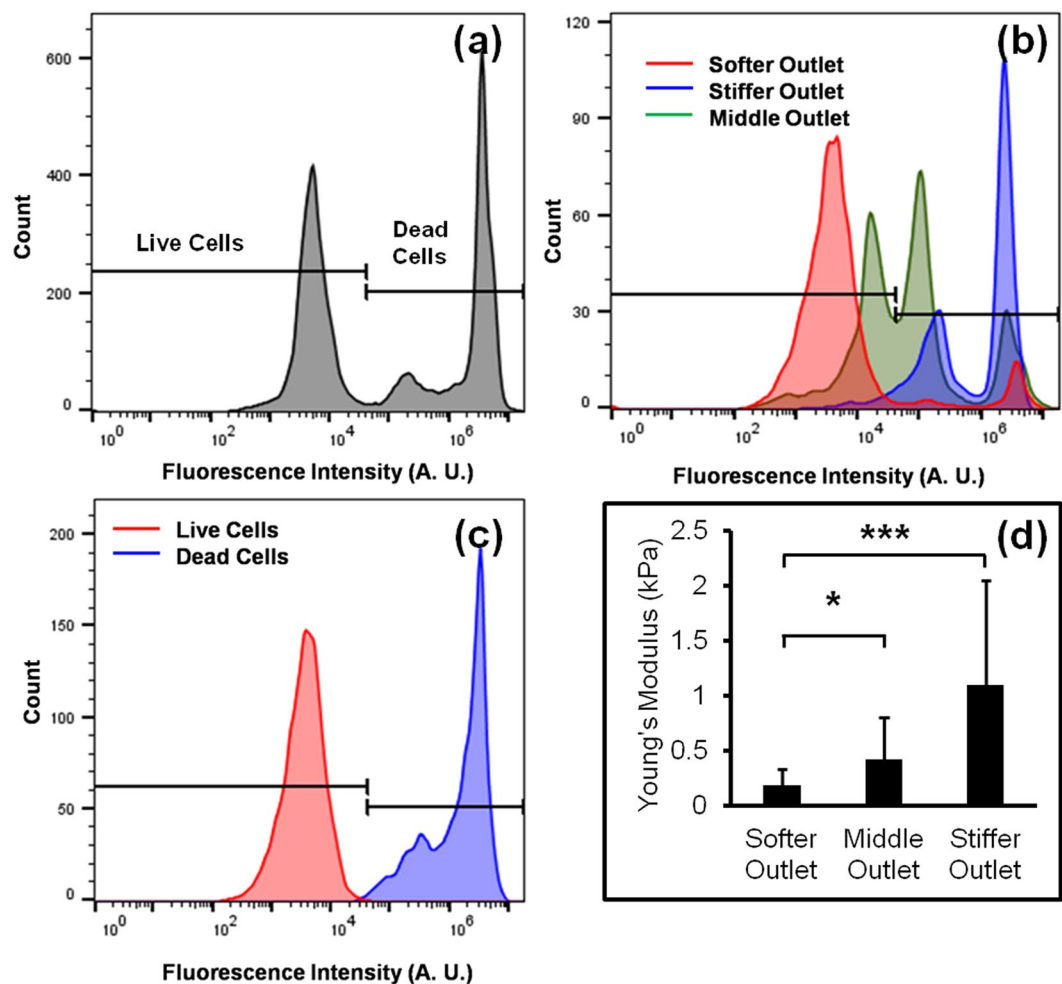 (a)
600
400
200
0
Count
Live Cells
Dead
Cells
10^0
10^2
10^4
10^6
Fluorescence Intensity (A. U.)
(b)
120
90
60
30
0
Count
Softer Outlet
Stiffer Outlet
Middle Outlet
10^0
10^2
10^4
10^6
Fluorescence Intensity (A. U.)
(c)
200
150
100
50
0
Count
Live Cells
Dead Cells
10^0
10^2
10^4
10^6
Fluorescence Intensity (A. U.)
(d)
2.5
2
1.5
1
0.5
0
Young's Modulus (kPa)
***
*
Softer
Outlet
Middle
Outlet
Stiffer
Outlet